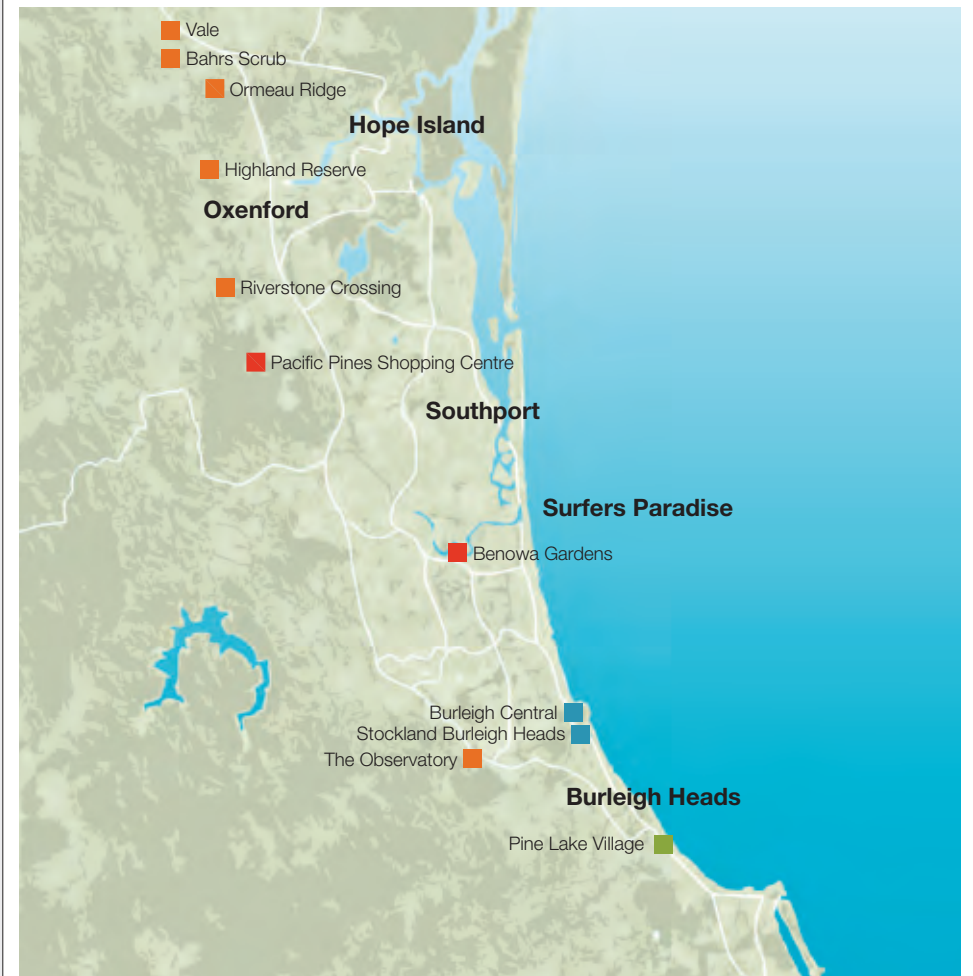 Vale
Bahrs Scrub
Ormeau Ridge
Hope Island
Highland Reserve
Oxenford
Riverstone Crossing
Pacific Pines Shopping Centre
Southport
Surfers Paradise
Benowa Gardens
Burleigh Central
Stockland Burleigh Heads
The Observatory
Burleigh Heads
Pine Lake Village